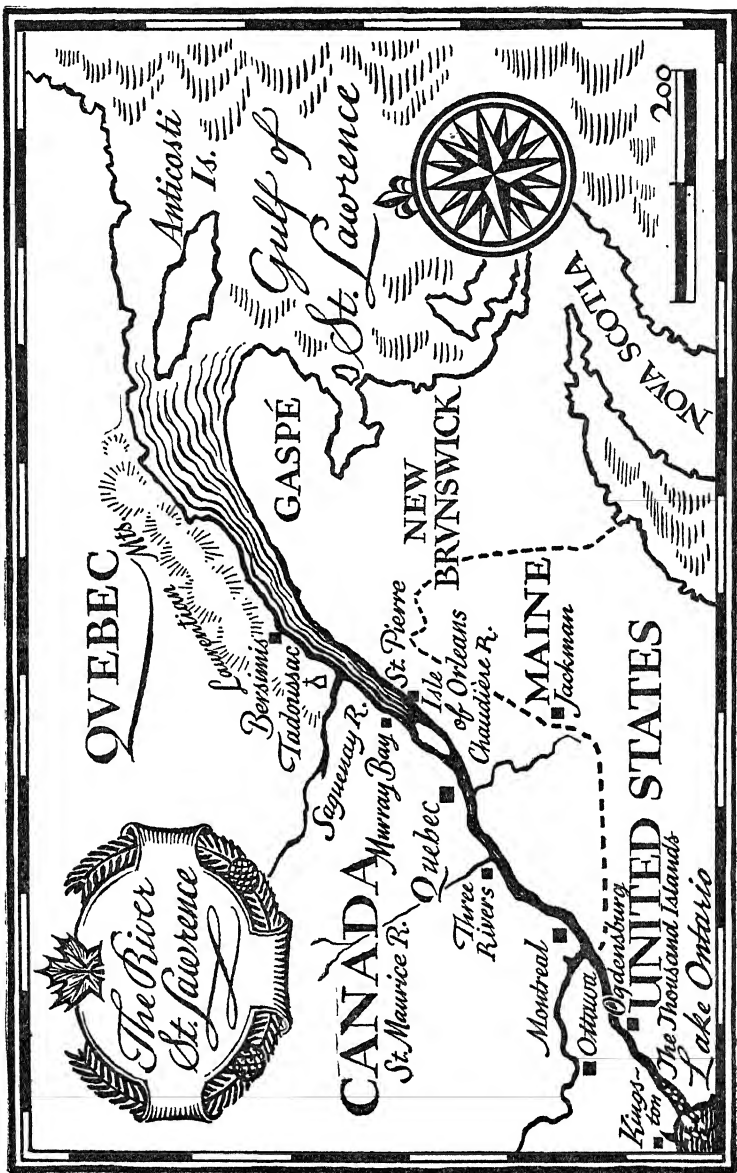 The River
St. Lawrence
QVEBEC
Laurentian Mts
Anticosti
Is.
Gulf of
St. Lawrence
Bersimis
Tadoussac
Saguenay R.
Murray Bay
GASPÉ
CANADA
St. Maurice R.
Quebec
Three
Rivers
St. Pierre
Isle
of Orleans
Chaudière R.
NEW
BRVNSWICK
Montreal
Ottawa
MAINE
Jackman
NOVA SCOTIA
200
Kings-
ton
Ogdensburg
UNITED STATES
The Thousand Islands
Lake Ontario